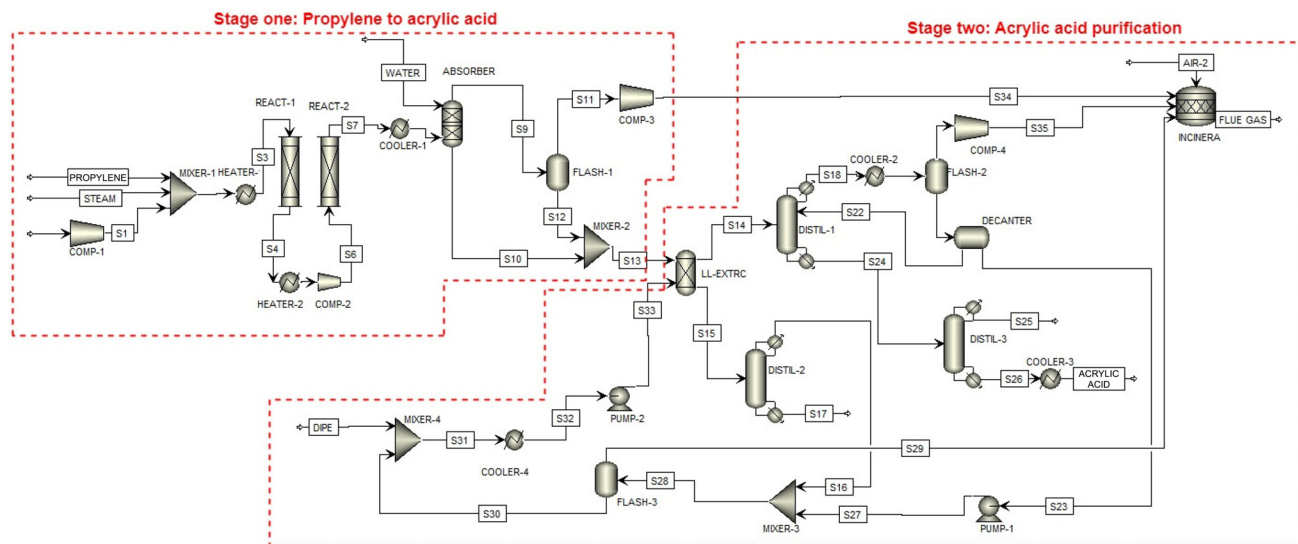 Stage one: Propylene to acrylic acid
Stage two: Acrylic acid purification
WATER
ABSORBER
AIR-2
REACT-1
REACT-2
S7
S9
S11
COMP-3
S34
S35
COMP-4
INCINERA
FLUE GAS
S3
COOLER-1
COOLER-2
S18
FLASH-1
FLASH-2
PROPYLENE
MIXER-1
HEATER-
STEAM
S1
COMP-1
S12
MIXER-2
S14
S22
DISTIL-1
DECANTER
S4
S6
S10
S13
LL-EXTRC
S24
HEATER-2
COMP-2
S33
S15
DISTIL-2
S25
DISTIL-3
COOLER-3
S26
ACRYLIC
ACID
S17
DIPE
MIXER-4
S32
PUMP-2
S31
COOLER-4
S29
S28
S16
FLASH-3
S30
MIXER-3
S27
PUMP-1
S23